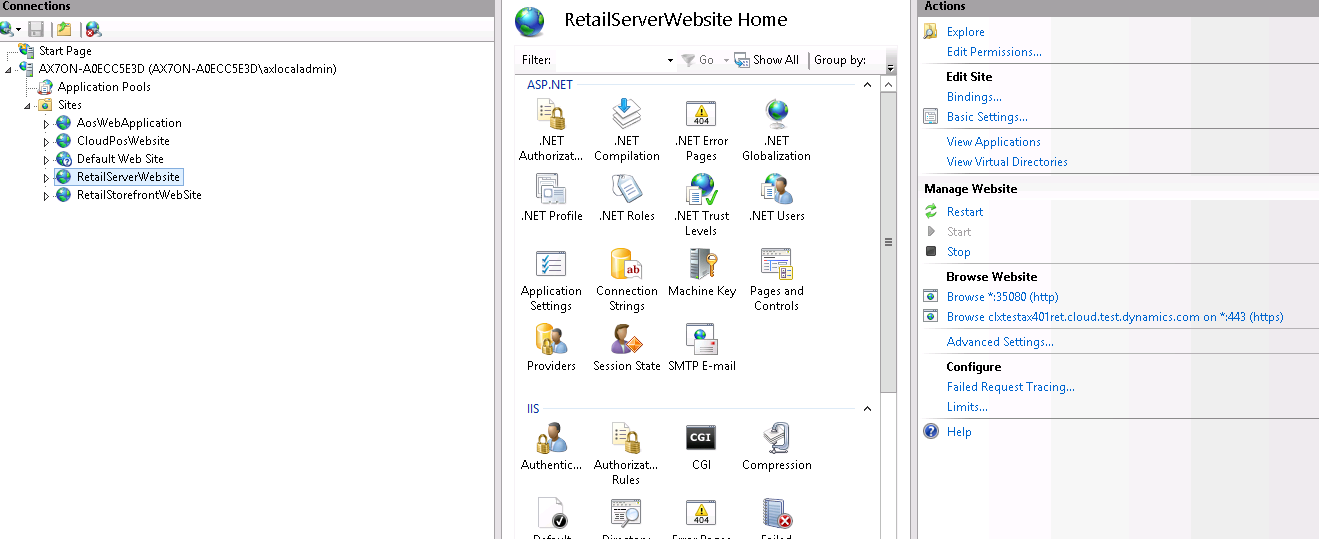 Connections
Start Page
AX7ON-A0ECC5E3D (AX7ON-A0ECC5E3D\axlocaladmin)
Application Pools
Sites
AosWebApplication
CloudPosWebsite
Default Web Site
RetailServerWebsite
RetailStorefrontWebSite
RetailServerWebsite Home
Filter: Go Show All Group by:
ASP.NET
.NET Authorizat...
.NET Compilation
.NET Error Pages
404
.NET Globalization
.NET Profile
.NET Roles
.NET Trust Levels
.NET Users
Application Settings
ab
Connection Strings
Machine Key
Pages and Controls
Providers
Session State
SMTP E-mail
IIS
Authentic...
Authorizat... Rules
CGI
CGI
Compression
Default
Directory
404
Error Pages
Failed
Actions
Explore
Edit Permissions...
Edit Site
Bindings...
Basic Settings...
View Applications
View Virtual Directories
Manage Website
Restart
Start
Stop
Browse Website
Browse *:35080 (http)
Browse clxtestax401ret.cloud.test.dynamics.com on *:443 (https)
Advanced Settings...
Configure
Failed Request Tracing...
Limits...
Help